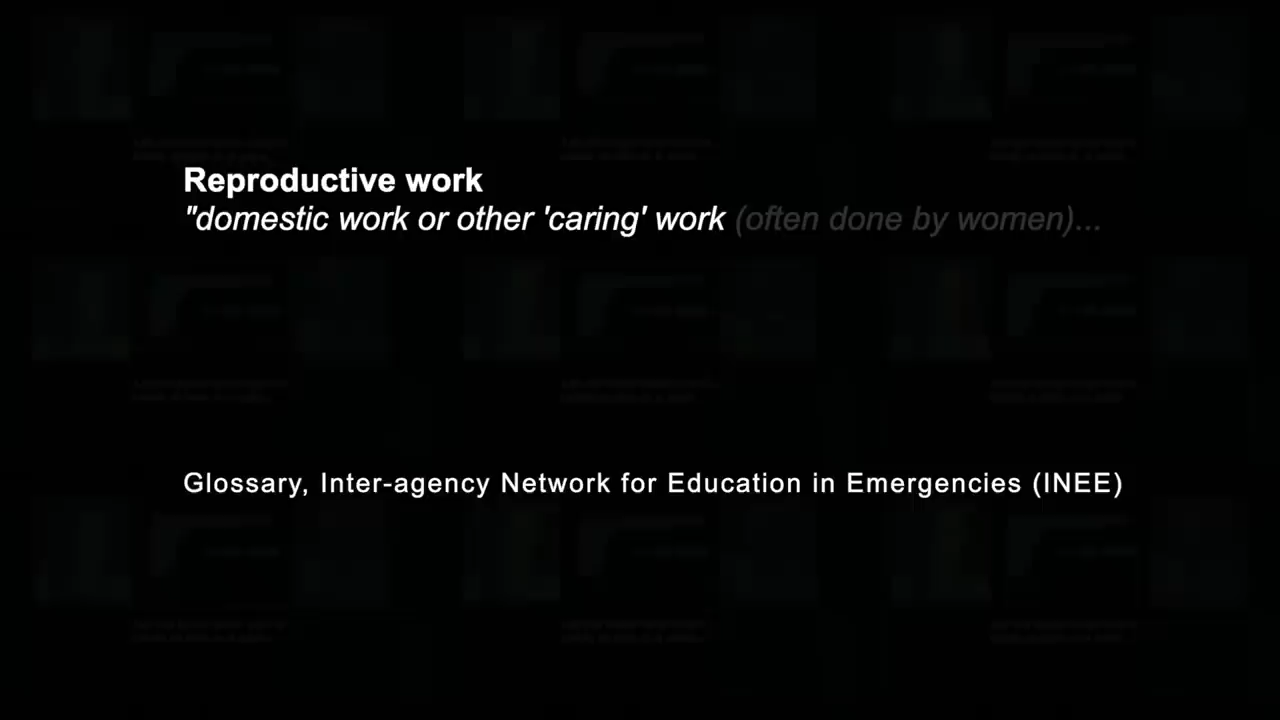 Reproductive work
"domestic work or other 'caring' work (often done by women)...
Glossary, Inter-agency Network for Education in Emergencies (INEE)